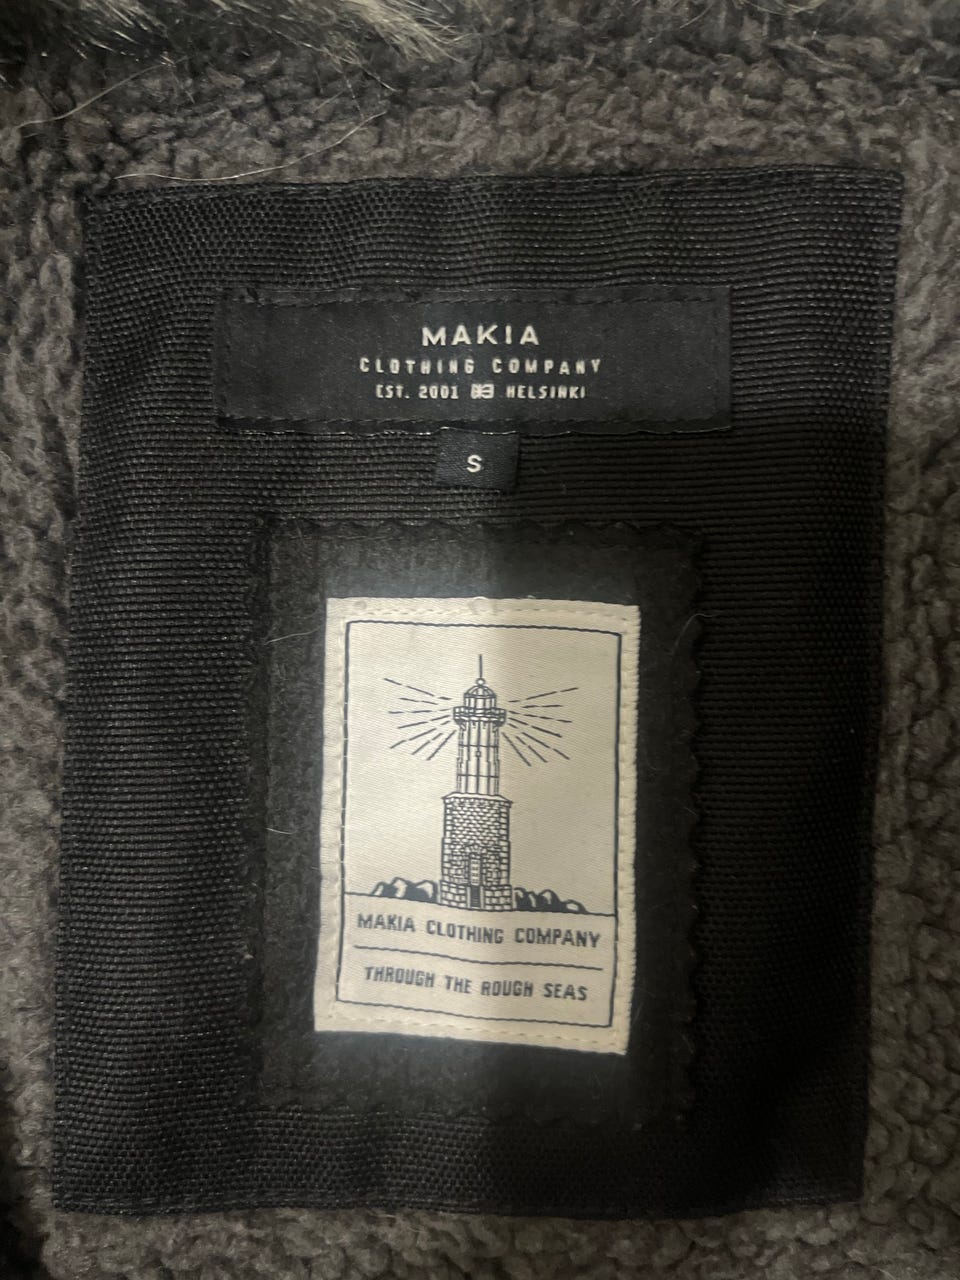 MAKIA
CLOTHING COMPANY
EST. 2001 HELSINKI
S
MAKIA CLOTHING COMPANY
THROUGH THE ROUGH SEAS